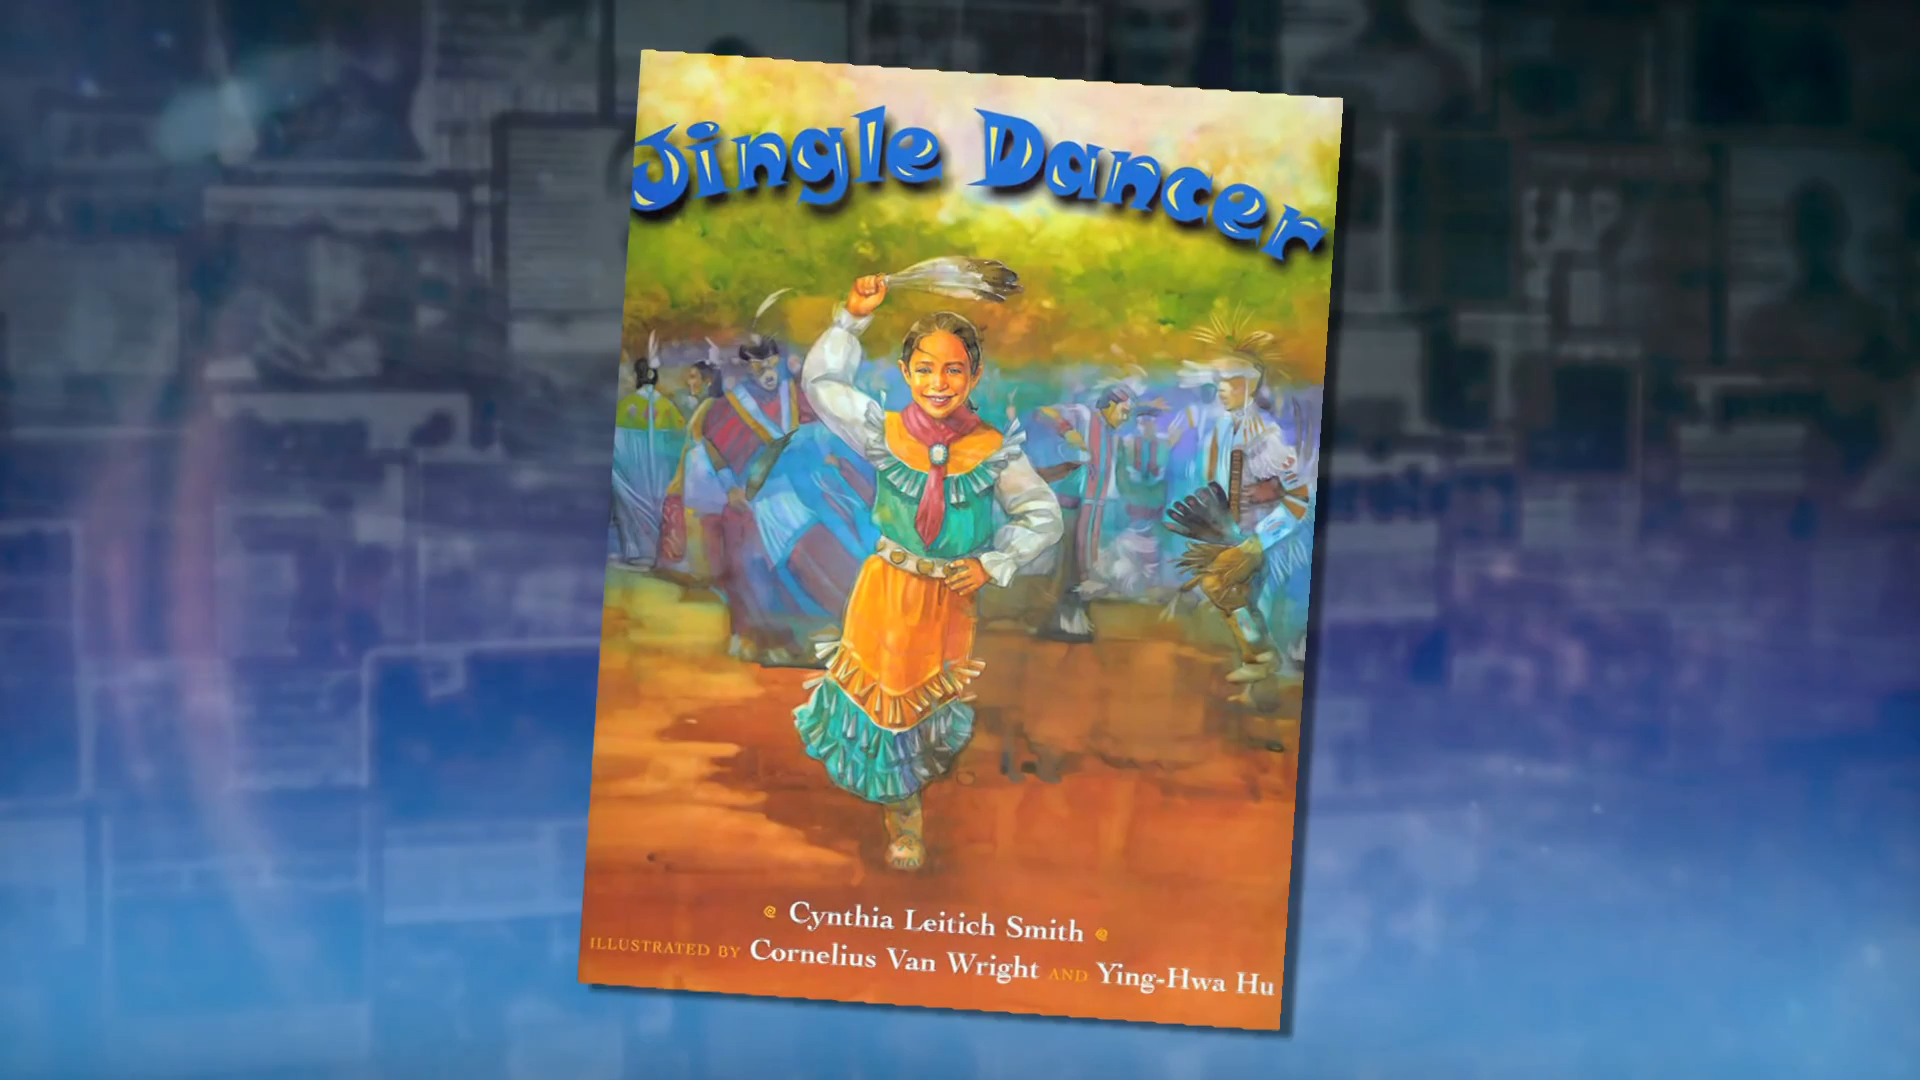 Jingle Dancer
Cynthia Leitich Smith
ILLUSTRATED BY Cornelius Van Wright AND Ying-Hwa Hu